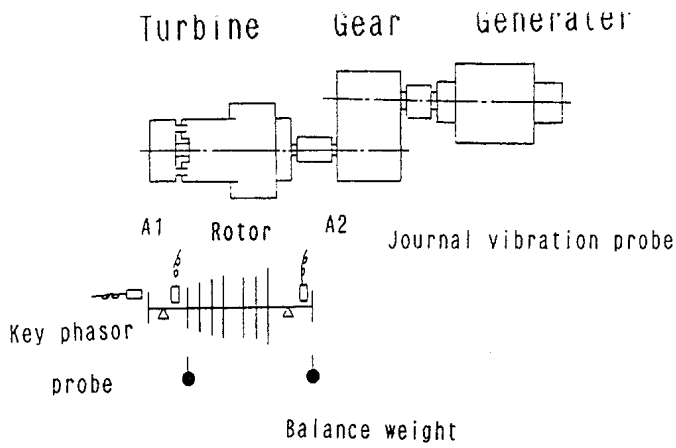 Turbine Gear Generater
A1 Rotor A2
Journal vibration probe
Key phasor
probe
Balance weight